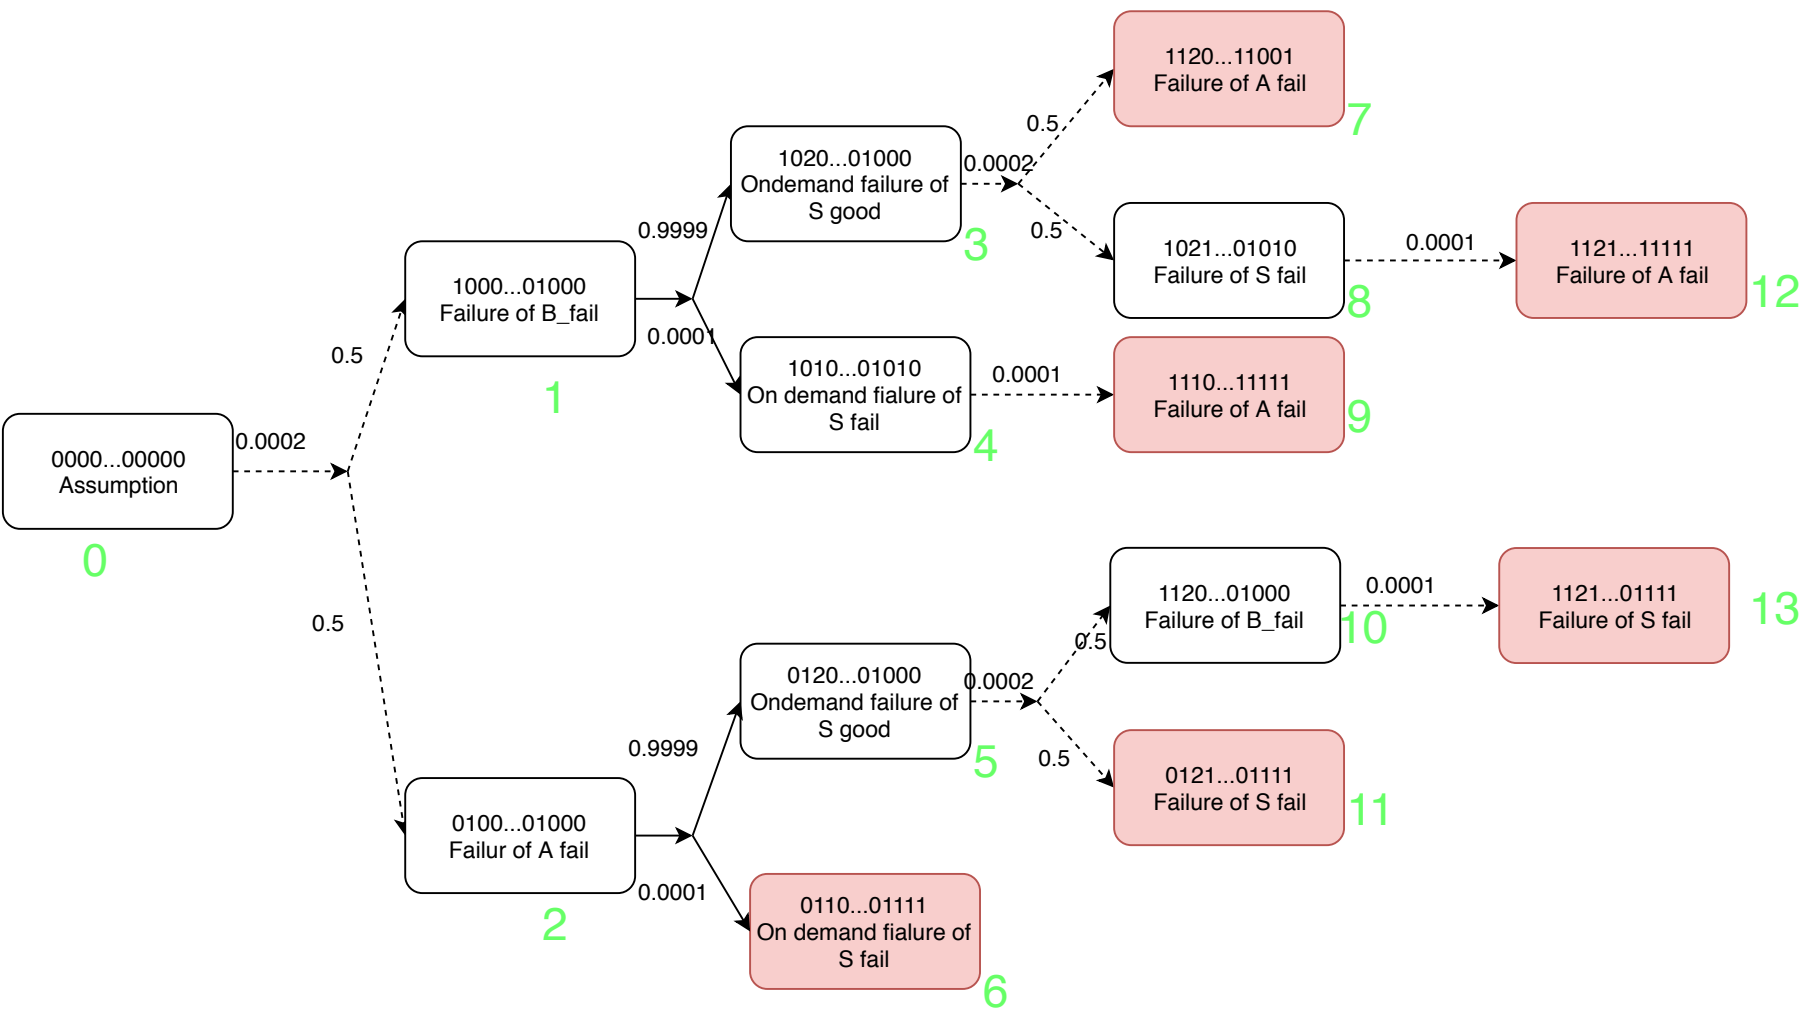 1120...11001
Failure of A fail
7
0.5
1020...01000
Ondemand failure of
S good
3
0.0002
0.5
1021...01010
Failure of S fail
8
0.0001
1121...11111
Failure of A fail
12
0.9999
1000...01000
Failure of B_fail
1
0.0001
1010...01010
On demand fialure of
S fail
4
0.0001
1110...11111
Failure of A fail
9
0.5
0000...00000
Assumption
0
0.0002
0.5
1120...01000
Failure of B_fail
10
0.0001
1121...01111
Failure of S fail
13
0.5
0120...01000
Ondemand failure of
S good
5
0.0002
0.5
0121...01111
Failure of S fail
11
0.9999
0100...01000
Failur of A fail
2
0.0001
0110...01111
On demand fialure of
S fail
6